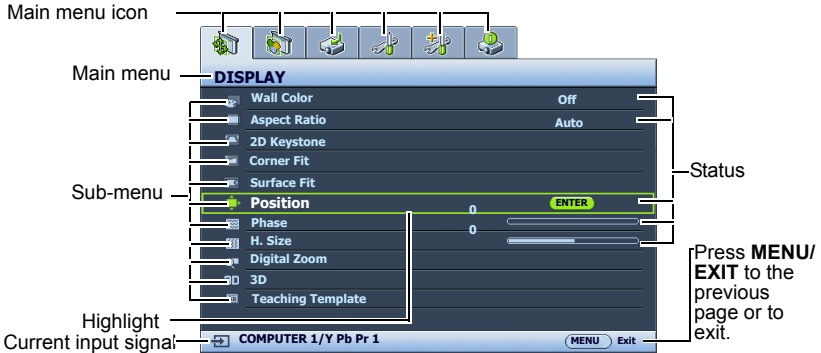 Main menu icon
Main menu
DISPLAY
Wall Color Off
Aspect Ratio Auto
2D Keystone
Corner Fit
Surface Fit
Sub-menu
Status
Position ENTER
0
Phase
0
H. Size
Digital Zoom
3D
Teaching Template
Press MENU/
EXIT to the
previous
page or to
exit.
Highlight
Current input signal
COMPUTER 1/Y Pb Pr 1
MENU Exit